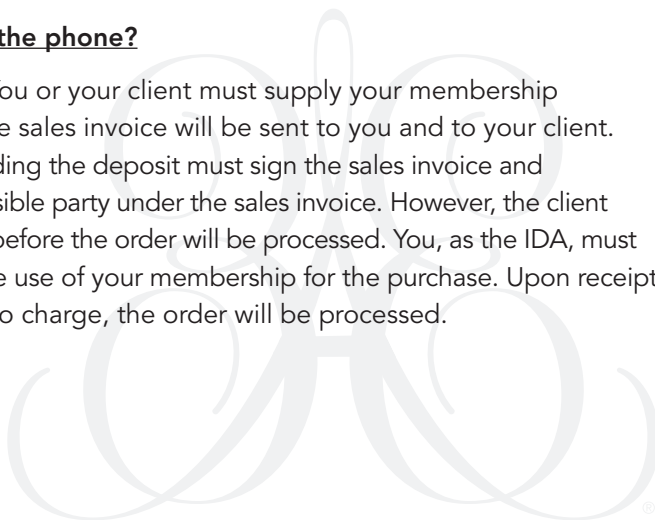 the phone?
You or your client must supply your membership
e sales invoice will be sent to you and to your client.
ding the deposit must sign the sales invoice and
sible party under the sales invoice. However, the client
before the order will be processed. You, as the IDA, must
e use of your membership for the purchase. Upon receipt
o charge, the order will be processed.
®